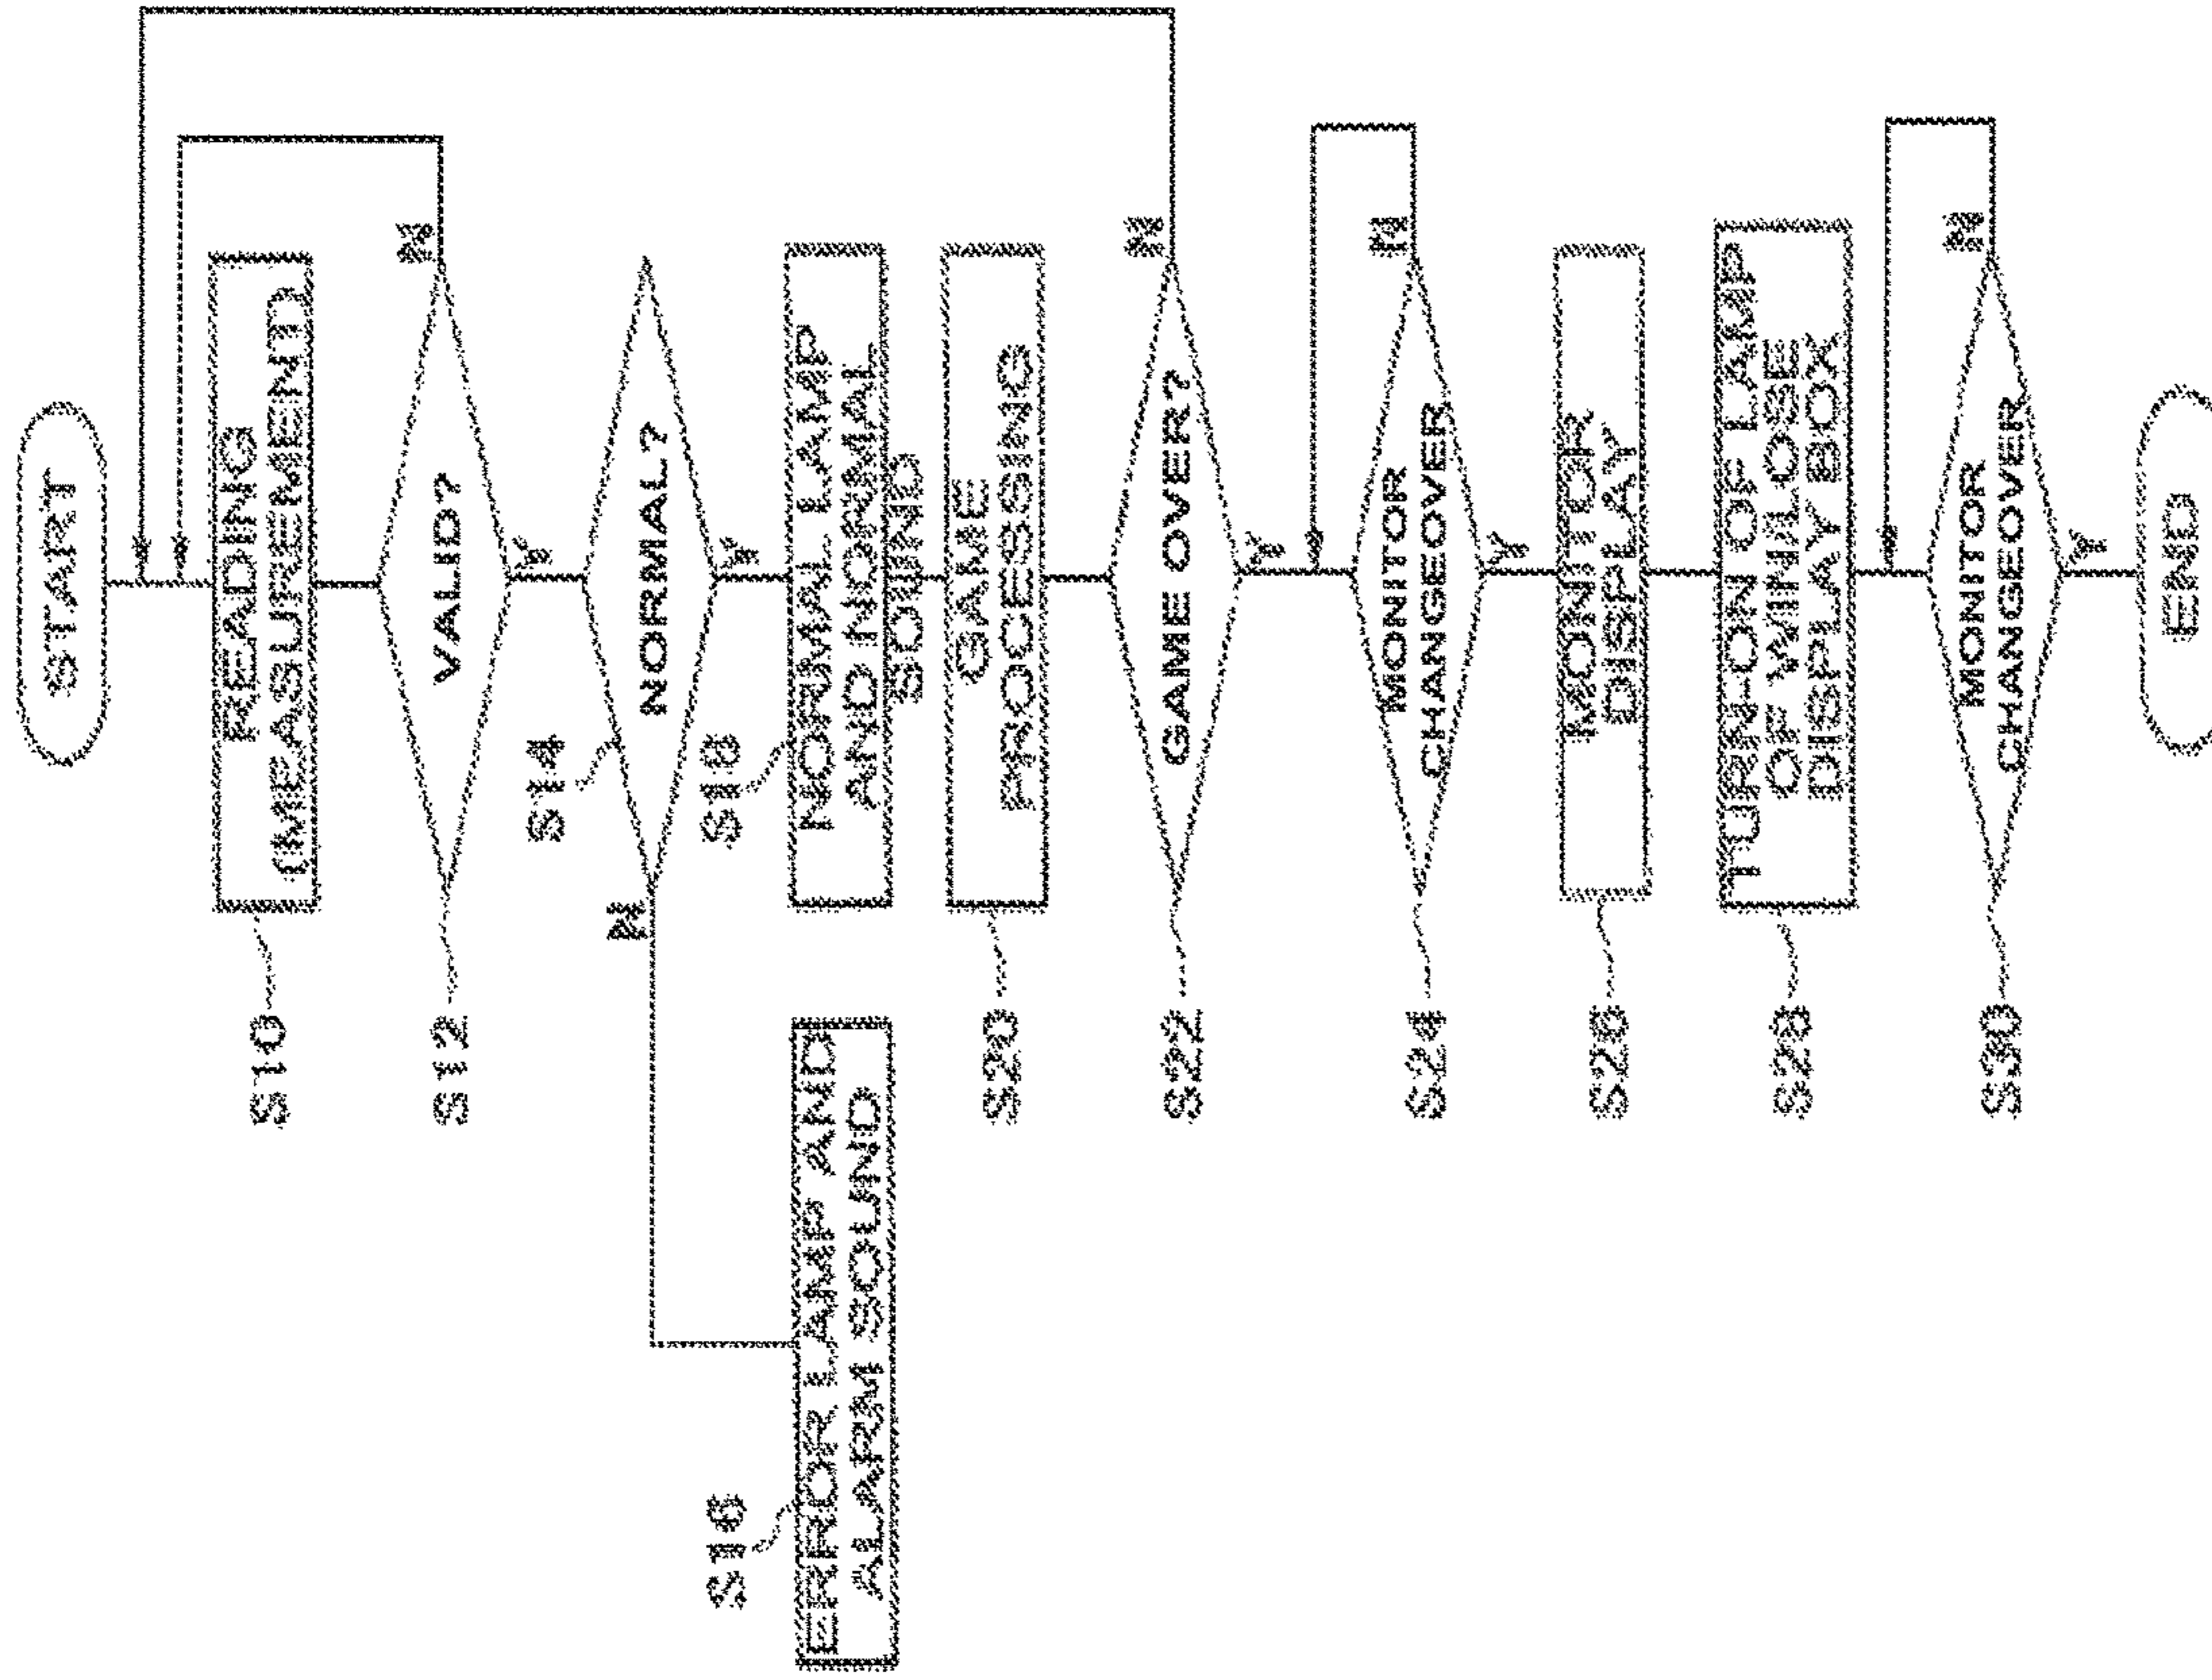 START
S10
READING
(MEASUREMENT)
S12
VALID?
N
Y
S14
NORMAL?
N
Y
S16
ERROR LAMP AND
ALARM SOUND
S18
NORMAL LAMP
AND NORMAL
SOUND
S20
GAME
PROCESSING
S22
GAME OVER?
N
Y
S24
MONITOR
CHANGEOVER
N
Y
S26
MONITOR
DISPLAY
S28
TURN-ON OF LAMP
OF WIN/LOSE
DISPLAY BOX
S30
MONITOR
CHANGEOVER
N
Y
END